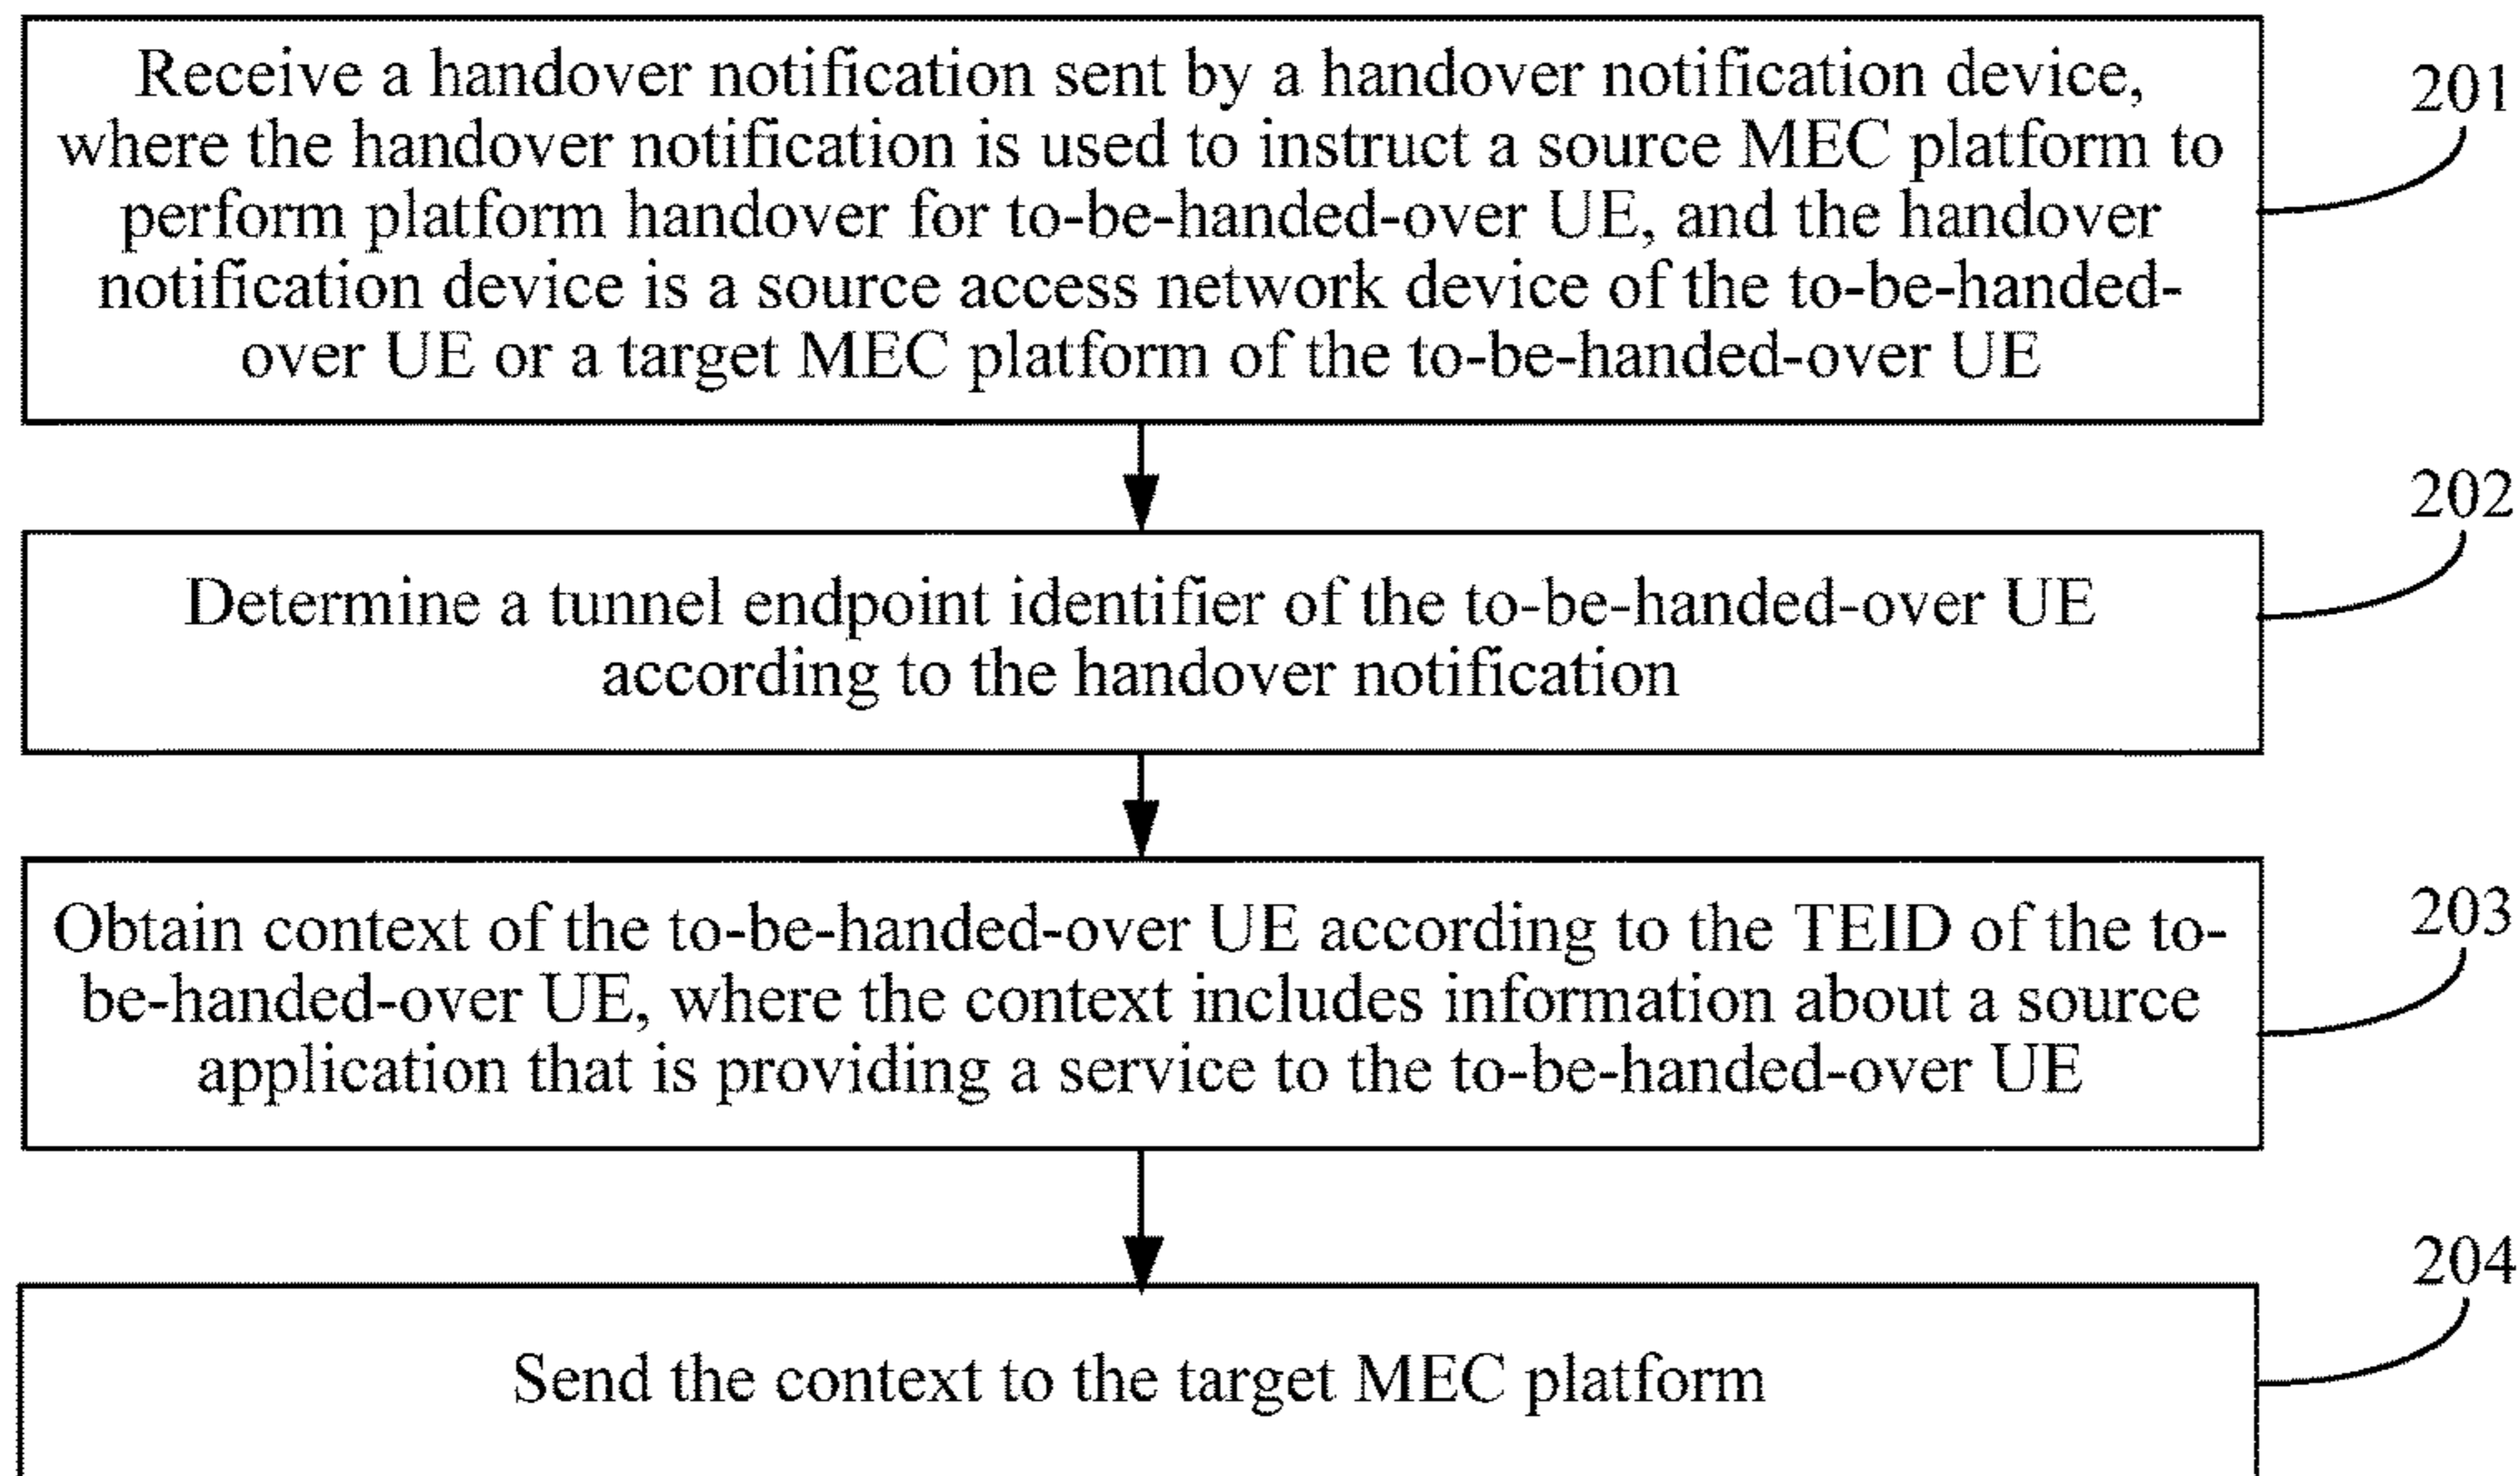 Receive a handover notification sent by a handover notification device,
where the handover notification is used to instruct a source MEC platform to
perform platform handover for to-be-handed-over UE, and the handover
notification device is a source access network device of the to-be-handed-
over UE or a target MEC platform of the to-be-handed-over UE
201
Determine a tunnel endpoint identifier of the to-be-handed-over UE
according to the handover notification
202
Obtain context of the to-be-handed-over UE according to the TEID of the to-
be-handed-over UE, where the context includes information about a source
application that is providing a service to the to-be-handed-over UE
203
Send the context to the target MEC platform
204